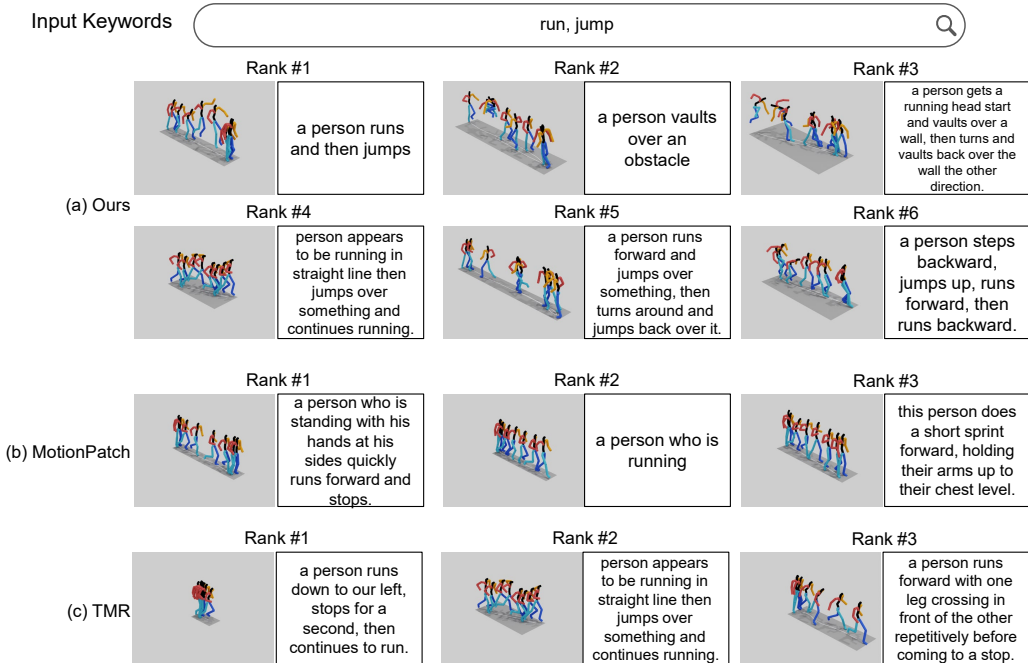 Input Keywords
run, jump
Rank #1
Rank #2
Rank #3
(a) Ours
a person runs
and then jumps
a person vaults
over an
obstacle
a person gets a
running head start
and vaults over a
wall, then turns and
vaults back over the
wall the other
direction.
Rank #4
Rank #5
Rank #6
person appears
to be running in
straight line then
jumps over
something and
continues running.
a person runs
forward and
jumps over
something, then
turns around and
jumps back over it.
a person steps
backward,
jumps up, runs
forward, then
runs backward.
Rank #1
Rank #2
Rank #3
(b) MotionPatch
a person who is
standing with his
hands at his
sides quickly
runs forward and
stops.
a person who is
running
this person does
a short sprint
forward, holding
their arms up to
their chest level.
Rank #1
Rank #2
Rank #3
(c) TMR
a person runs
down to our left,
stops for a
second, then
continues to run.
person appears
to be running in
straight line then
jumps over
something and
continues running.
a person runs
forward with one
leg crossing in
front of the other
repetitively before
coming to a stop.